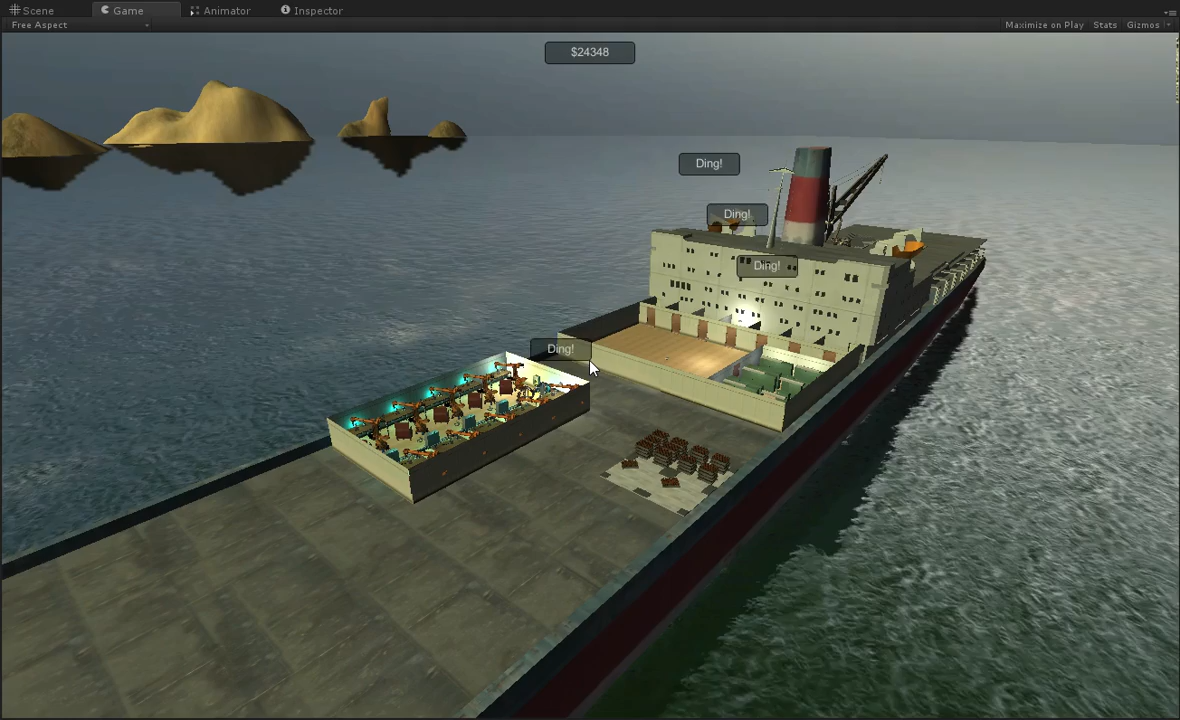 Scene
Game
Animator
Inspector
Free Aspect
Maximize on Play
Stats
Gizmos
$24348
Ding!
Ding!
Ding!
Ding!